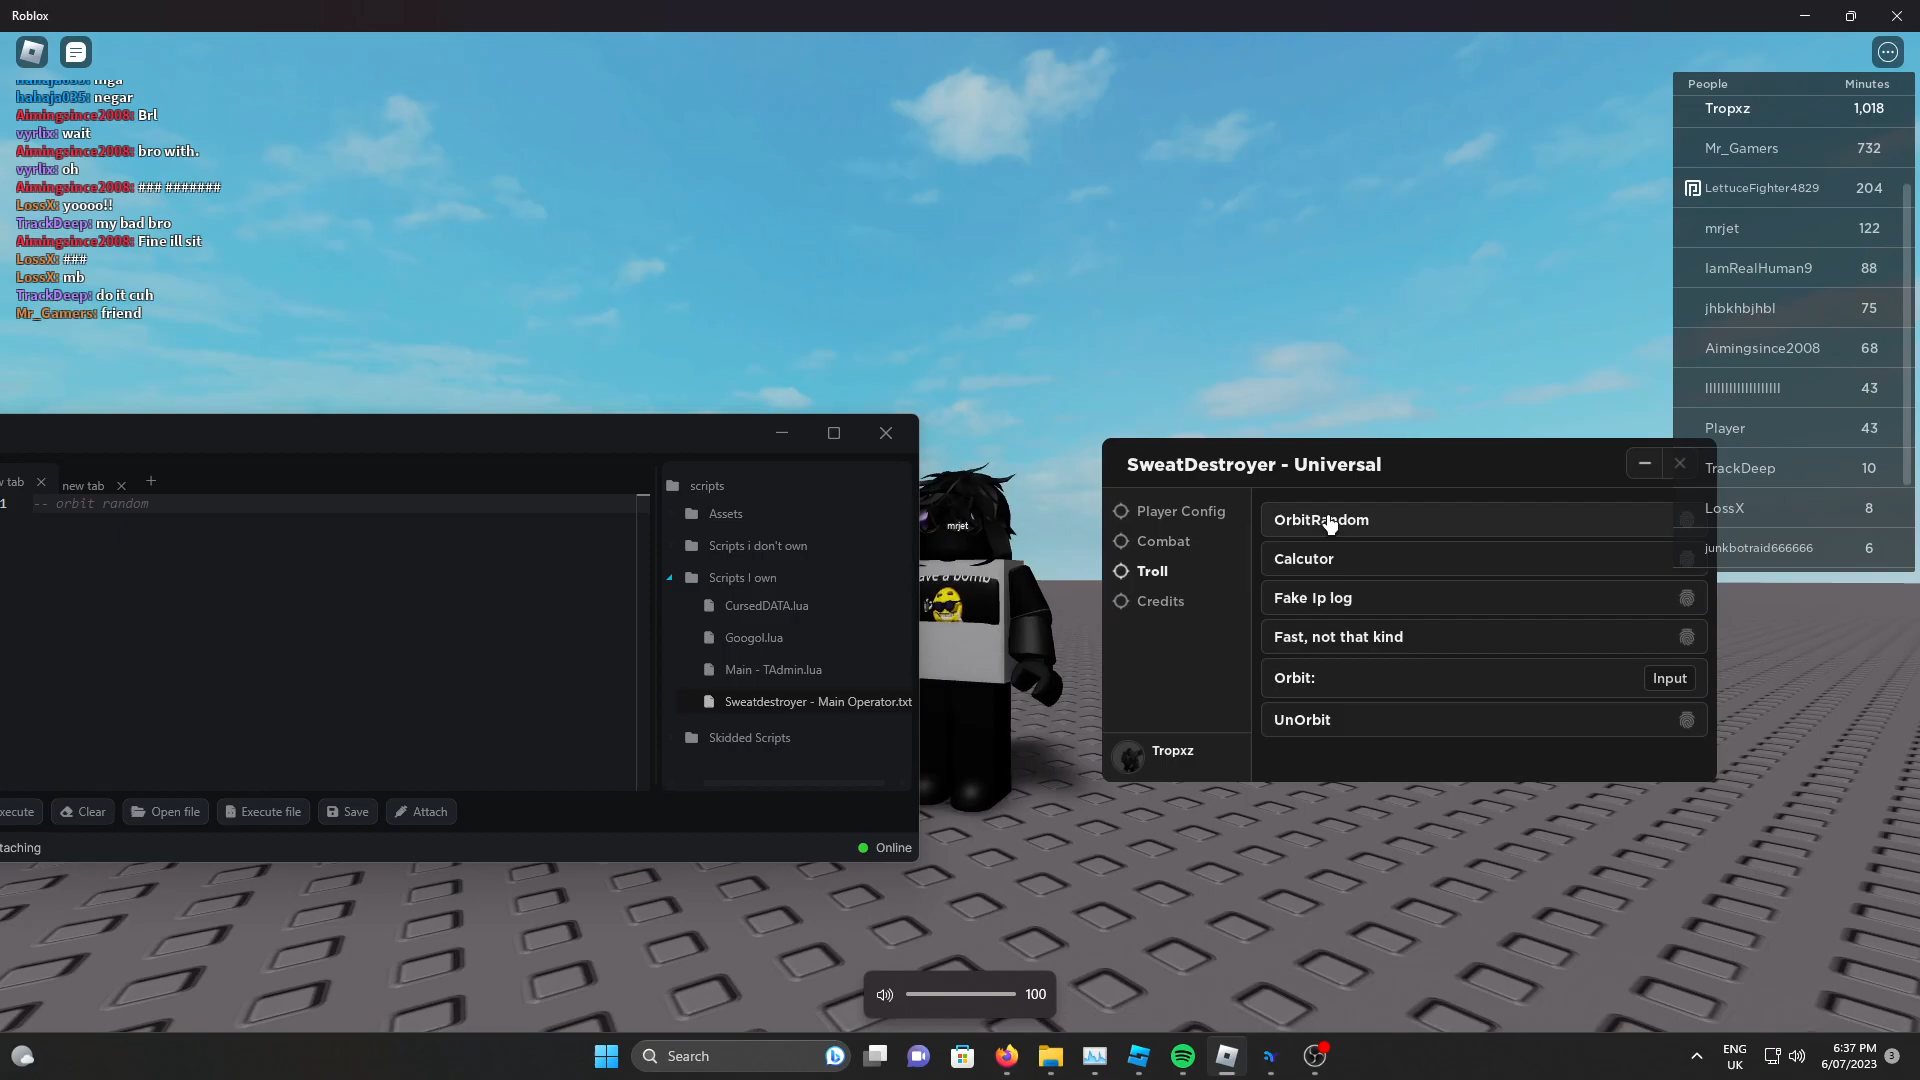 Roblox
hahaja035: negar
Aimingsince2008: Brl
vyrlix: wait
Aimingsince2008: bro with.
vyrlix: oh
Aimingsince2008: ### #######
LossX: yoooo!!
TrackDeep: my bad bro
Aimingsince2008: Fine ill sit
LossX: ###
LossX: mb
TrackDeep: do it cuh
Mr_Gamers: friend
People Minutes
Tropxz 1,018
Mr_Gamers 732
LettuceFighter4829 204
mrjet 122
IamRealHuman9 88
jhbkhbjhbl 75
Aimingsince2008 68
43
Player 43
TrackDeep 10
LossX 8
junkbotraid666666 6
w tab
new tab
1 -- orbit random
scripts
Assets
Scripts i don't own
Scripts I own
CursedDATA.lua
Googol.lua
Main - TAdmin.lua
Sweatdestroyer - Main Operator.txt
Skidded Scripts
xecute
Clear
Open file
Execute file
Save
Attach
taching
Online
mrjet
ave a bomb
SweatDestroyer - Universal
Player Config
Combat
Troll
Credits
Tropxz
OrbitRandom
Calcutor
Fake Ip log
Fast, not that kind
Orbit: Input
UnOrbit
100
Search
ENG
UK
6:37 PM
6/07/2023
3